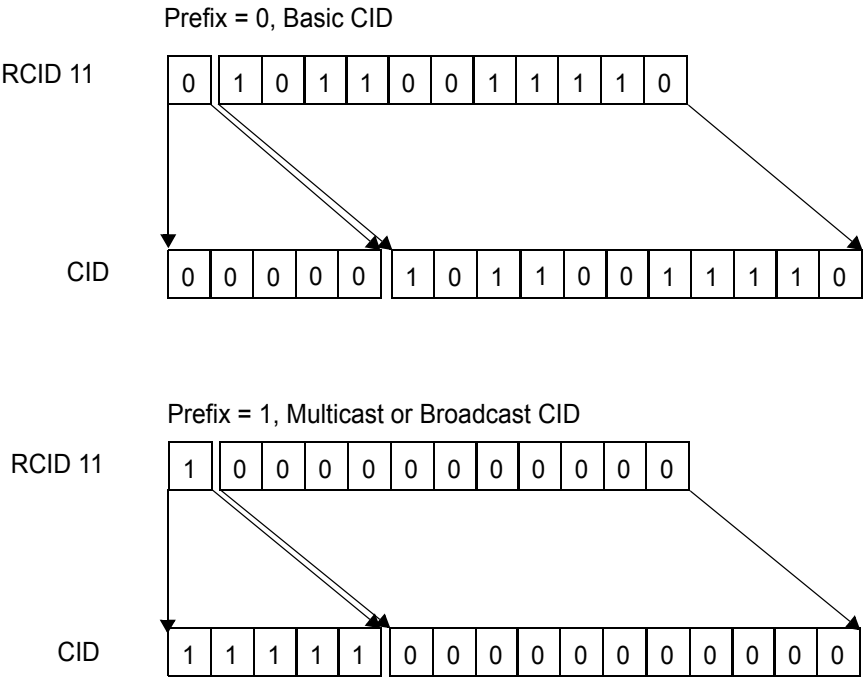 Prefix = 0, Basic CID
RCID 11 0 1 0 1 1 0 0 1 1 1 1 0
CID 0 0 0 0 0 1 0 1 1 0 0 1 1 1 1 0
Prefix = 1, Multicast or Broadcast CID
RCID 11 1 0 0 0 0 0 0 0 0 0 0 0
CID 1 1 1 1 1 0 0 0 0 0 0 0 0 0 0 0